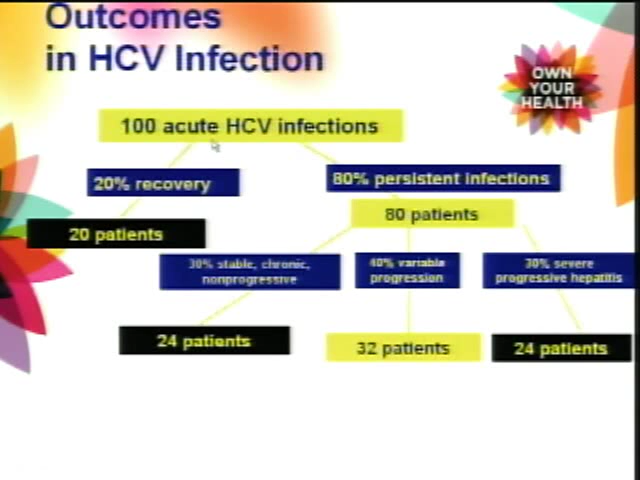 Outcomes
in HCV Infection
OWN
YOUR
HEALTH
100 acute HCV infections
20% recovery
80% persistent infections
80 patients
20 patients
30% stable, chronic,
nonprogressive
40% variable
progression
30% severe
progressive hepatitis
24 patients
32 patients
24 patients